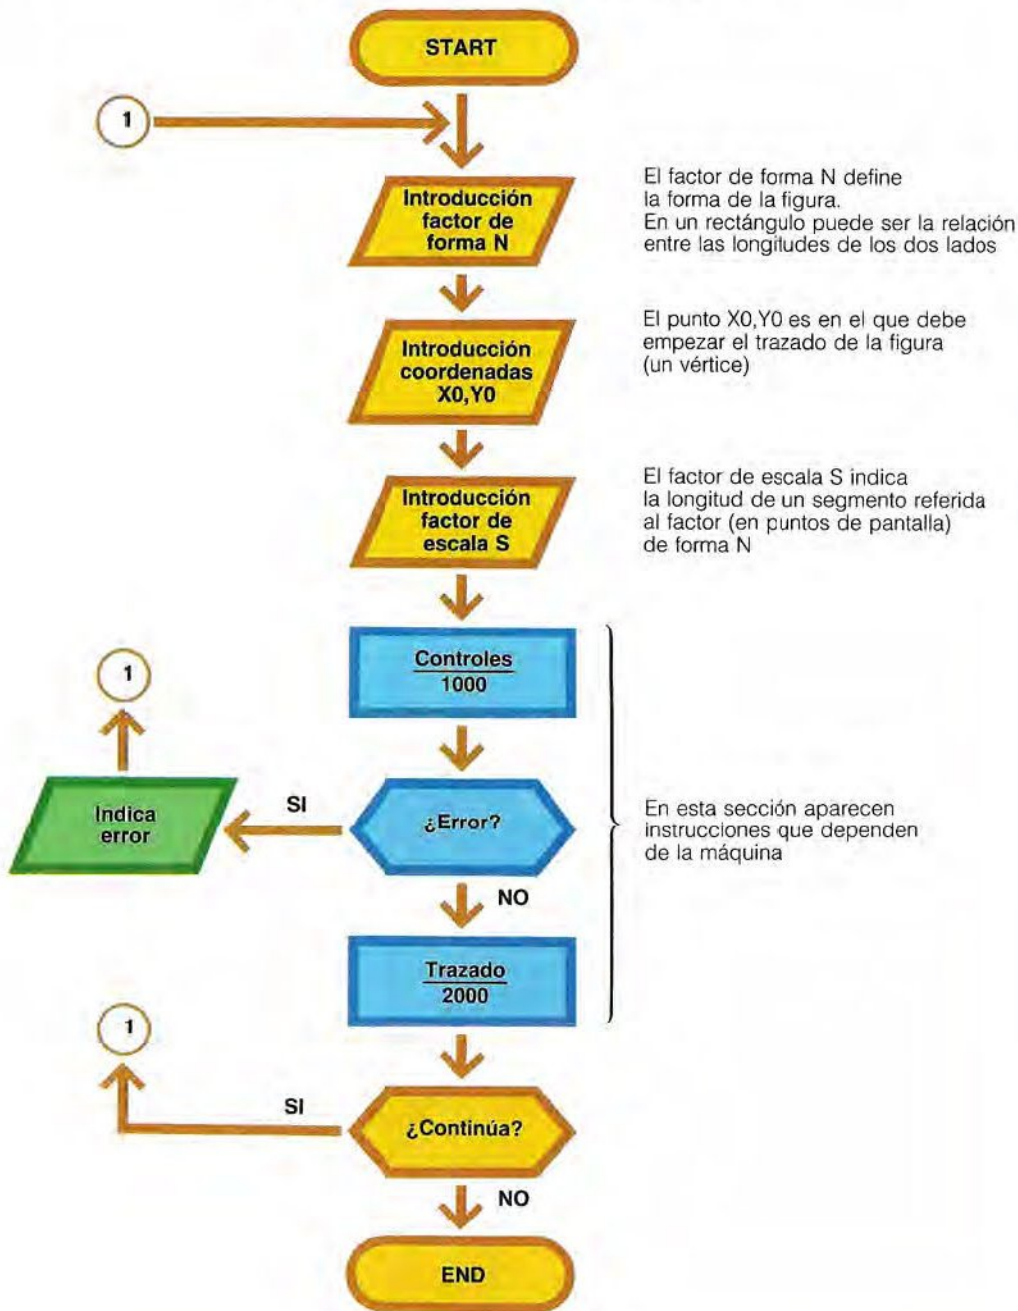 START
1
Introducción
factor de
forma N
El factor de forma N define
la forma de la figura.
En un rectángulo puede ser la relación
entre las longitudes de los dos lados
Introducción
coordenadas
X0,Y0
El punto X0,Y0 es en el que debe
empezar el trazado de la figura
(un vértice)
Introducción
factor de
escala S
El factor de escala S indica
la longitud de un segmento referida
al factor (en puntos de pantalla)
de forma N
Controles
1000
1
Indica
error
SI
¿Error?
En esta sección aparecen
instrucciones que dependen
de la máquina
NO
Trazado
2000
1
SI
¿Continúa?
NO
END